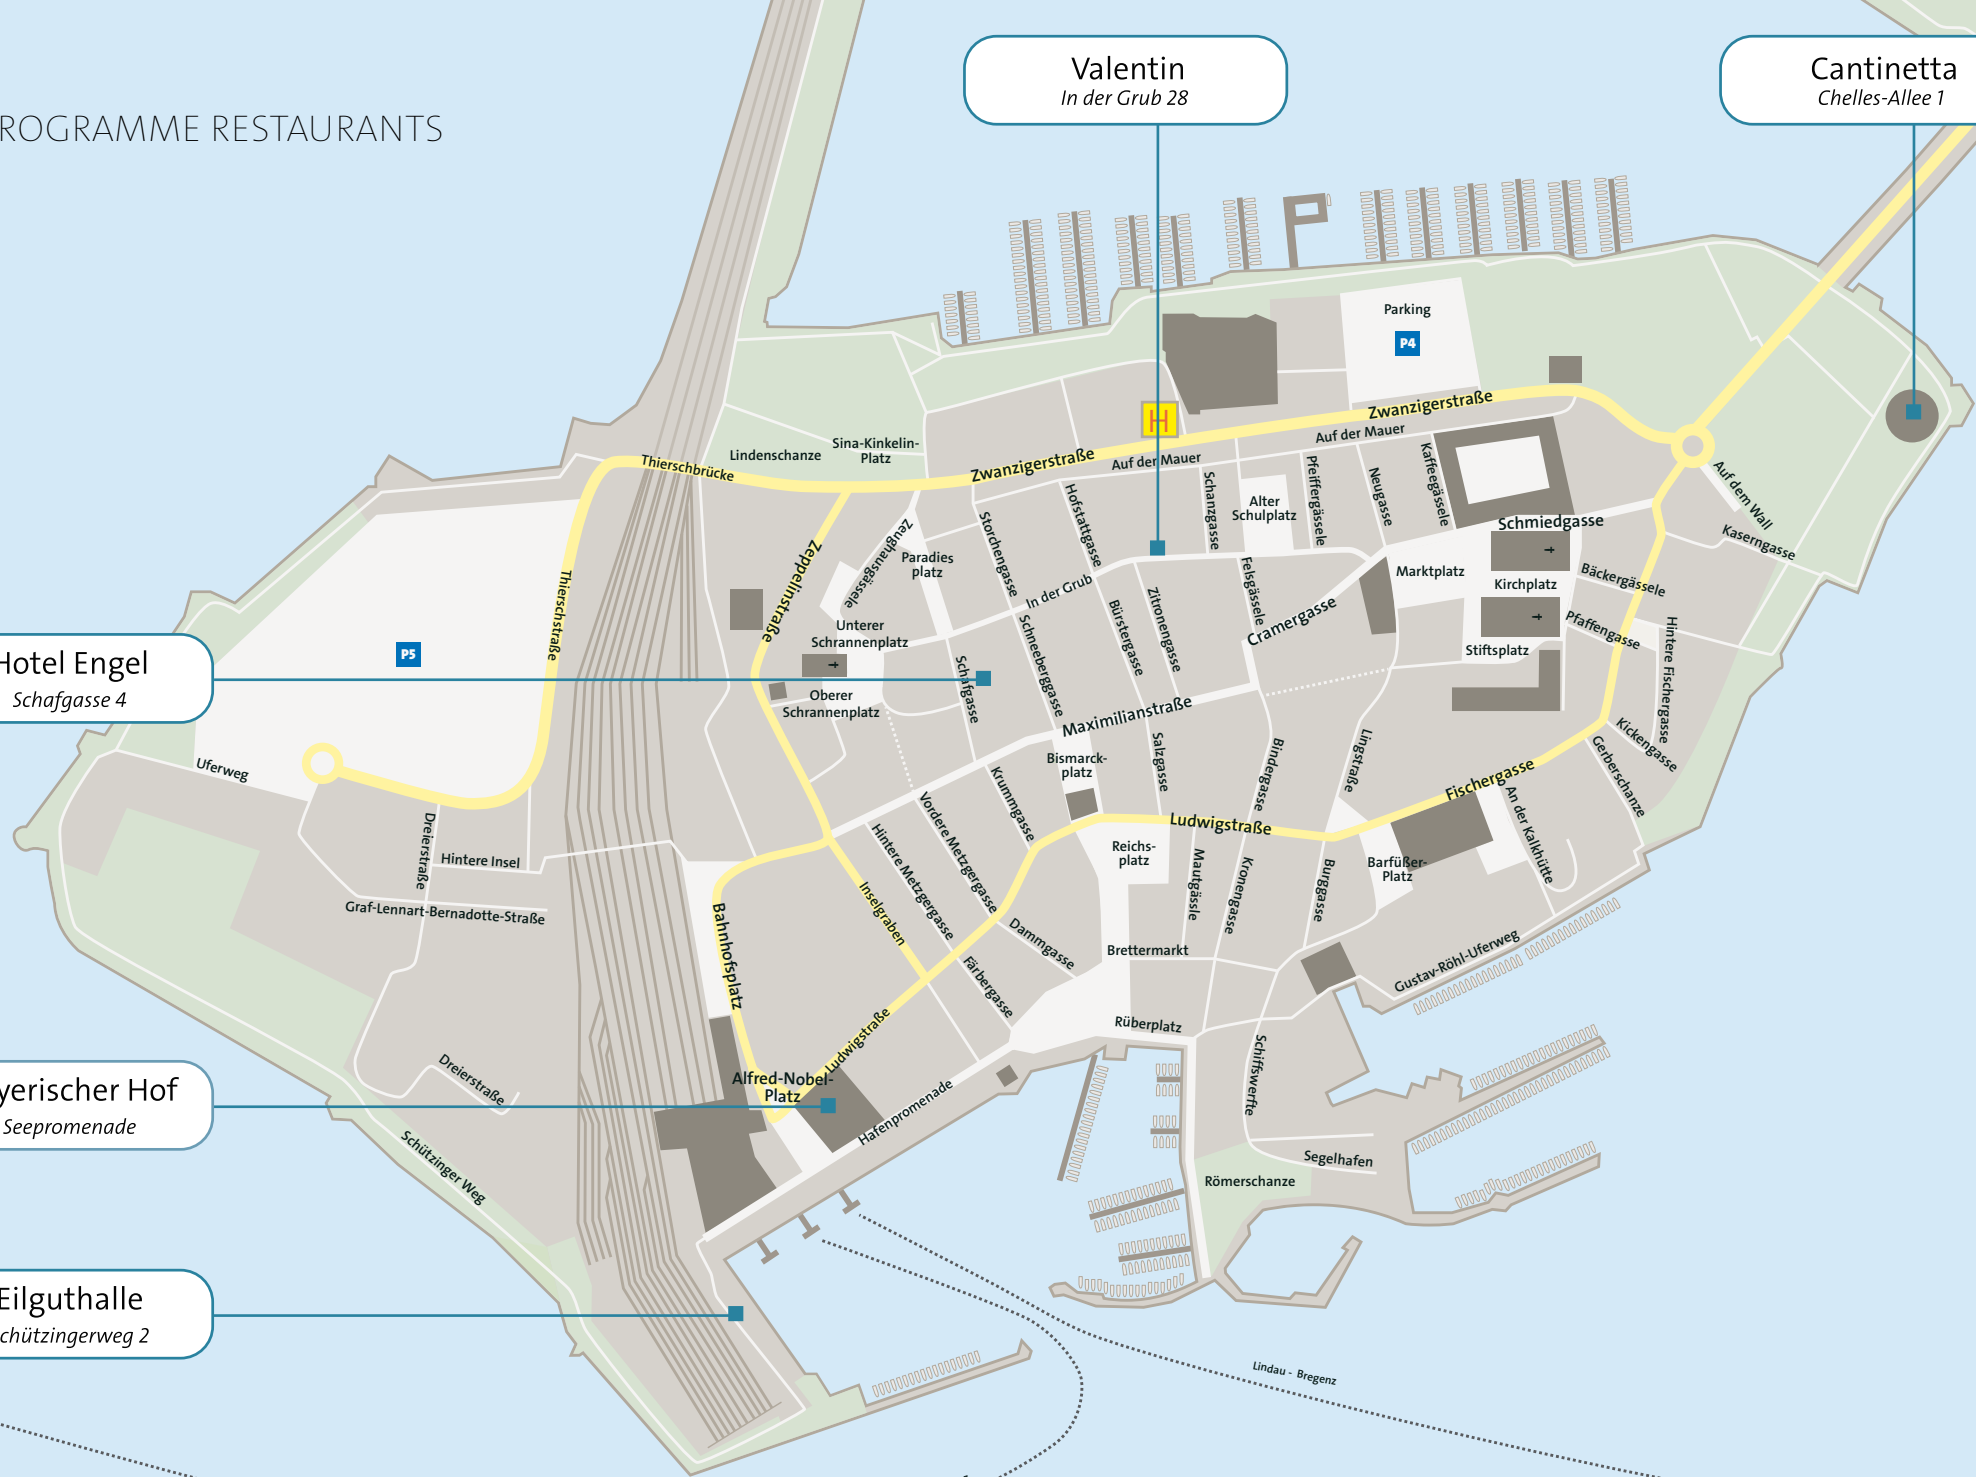 ROGRAMME RESTAURANTS
Valentin
In der Grub 28
Cantinetta
Chelles-Allee 1
Parking
P4
H
Zwanzigerstraße
Auf der Mauer
Sina-Kinkelin-
Platz
Lindenschanze
Thierschbrücke
Zwanzigerstraße
Auf der Mauer
Kaffeegässele
Neugasse
Pfeiffergässele
Alter
Schulplatz
Schanzgasse
Hofstattgasse
Storchengasse
Zeughausgässele
Paradies
platz
Zeppelinstraße
Thierschstraße
Schmiedgasse
Auf dem Wall
Kaserngasse
Marktplatz
Kirchplatz
Bäckergässele
Pfaffengasse
Stiftsplatz
Hintere Fischergasse
Felsgässele
Cramergasse
In der Grub
Zitronengasse
Bürstergasse
Schneeberggasse
Unterer
Schrannenplatz
P5
Hotel Engel
Schafgasse 4
Schafgasse
Oberer
Schrannenplatz
Maximilianstraße
Bismarck-
platz
Salzgasse
Bindergasse
Lingstraße
Fischergasse
Kickengasse
Gerberschanze
An der Kalkhütte
Uferweg
Krummgasse
Vordere Metzgergasse
Hintere Metzgergasse
Ludwigstraße
Reichs-
platz
Barfüßer-
Platz
Dreierstraße
Hintere Insel
Graf-Lennart-Bernadotte-Straße
Inselgraben
Bahnhofsplatz
Mautgässle
Kronengasse
Burggasse
Dammgasse
Brettermarkt
Färbergasse
Gustav-Röhl-Uferweg
Rüberplatz
Ludwigstraße
Schiffswerfte
Alfred-Nobel-
Platz
Dreierstraße
yerischer Hof
Seepromenade
Hafenpromenade
Schützinger Weg
Segelhafen
Römerschanze
Eilguthalle
chützingerweg 2
Lindau - Bregenz